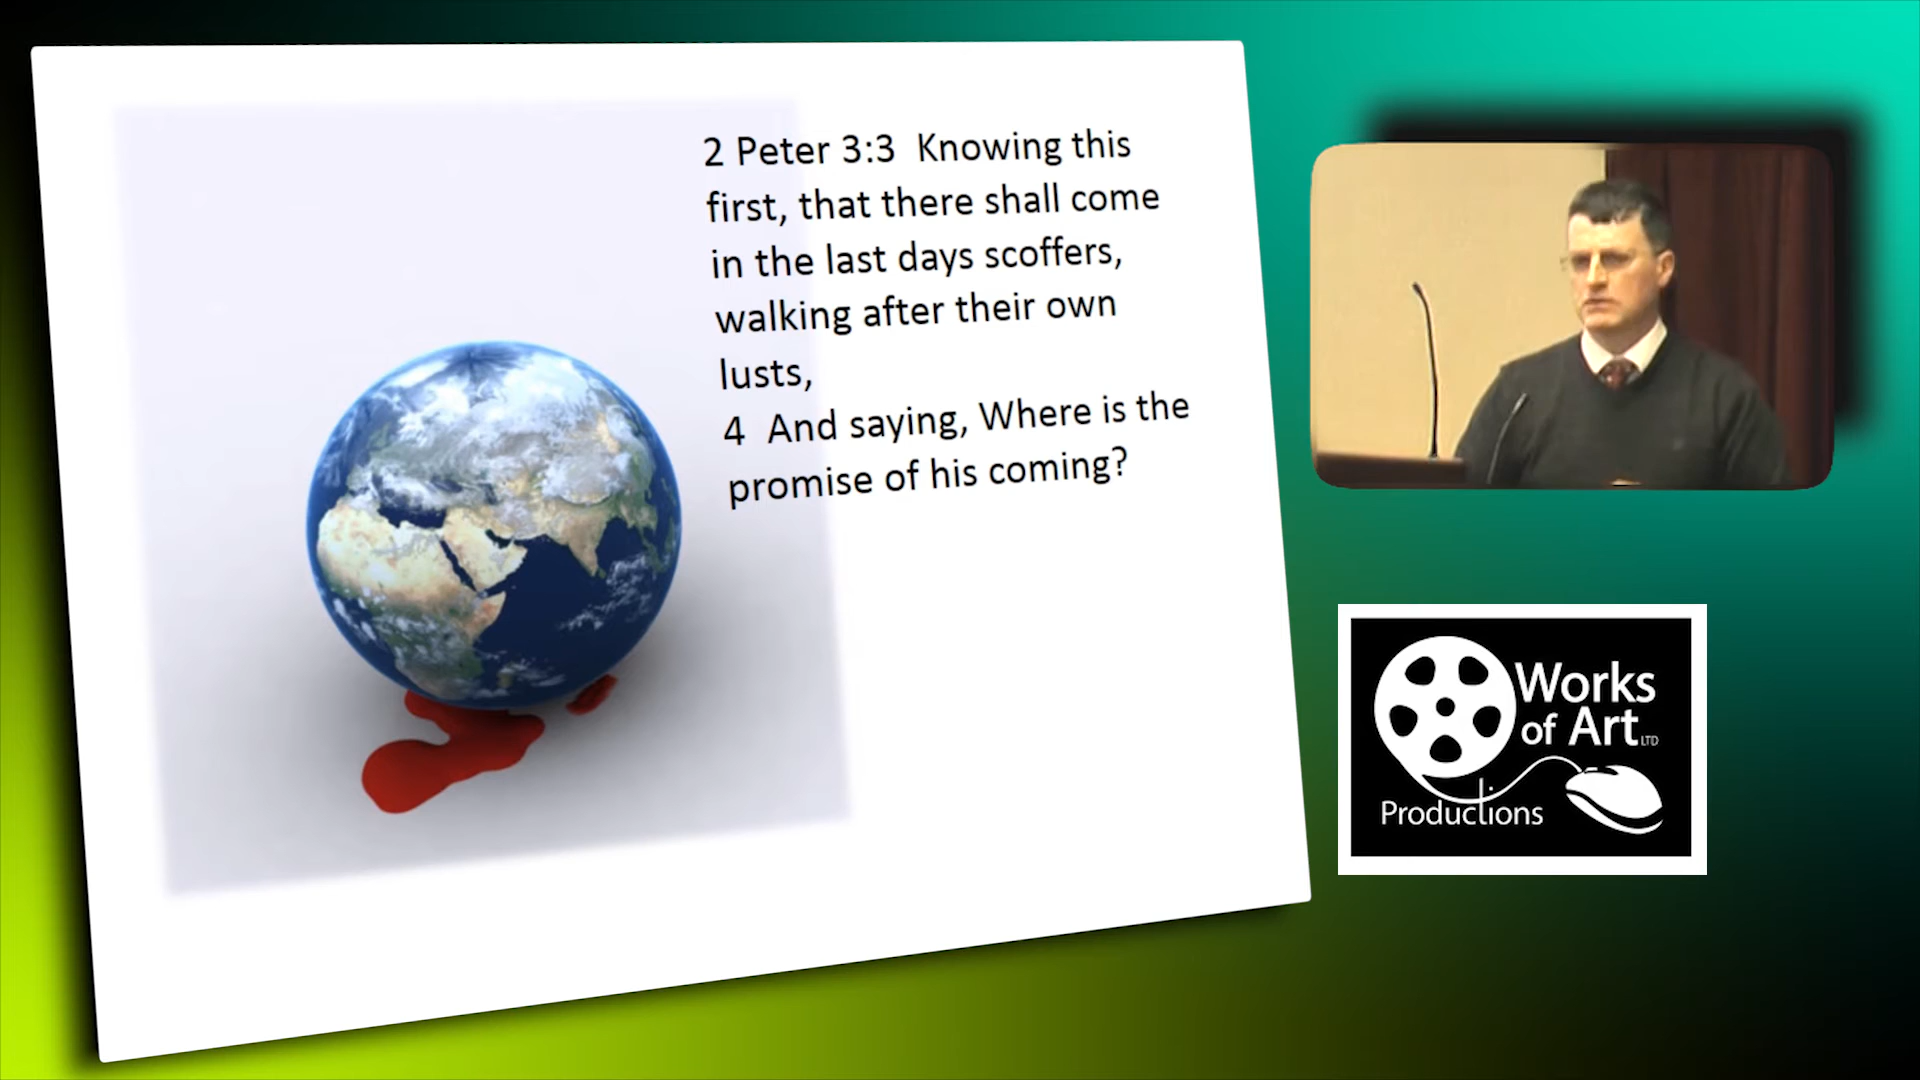 2 Peter 3:3  Knowing this
first, that there shall come
in the last days scoffers,
walking after their own
lusts,
4  And saying, Where is the
promise of his coming?
Works
of Art LTD
Productions